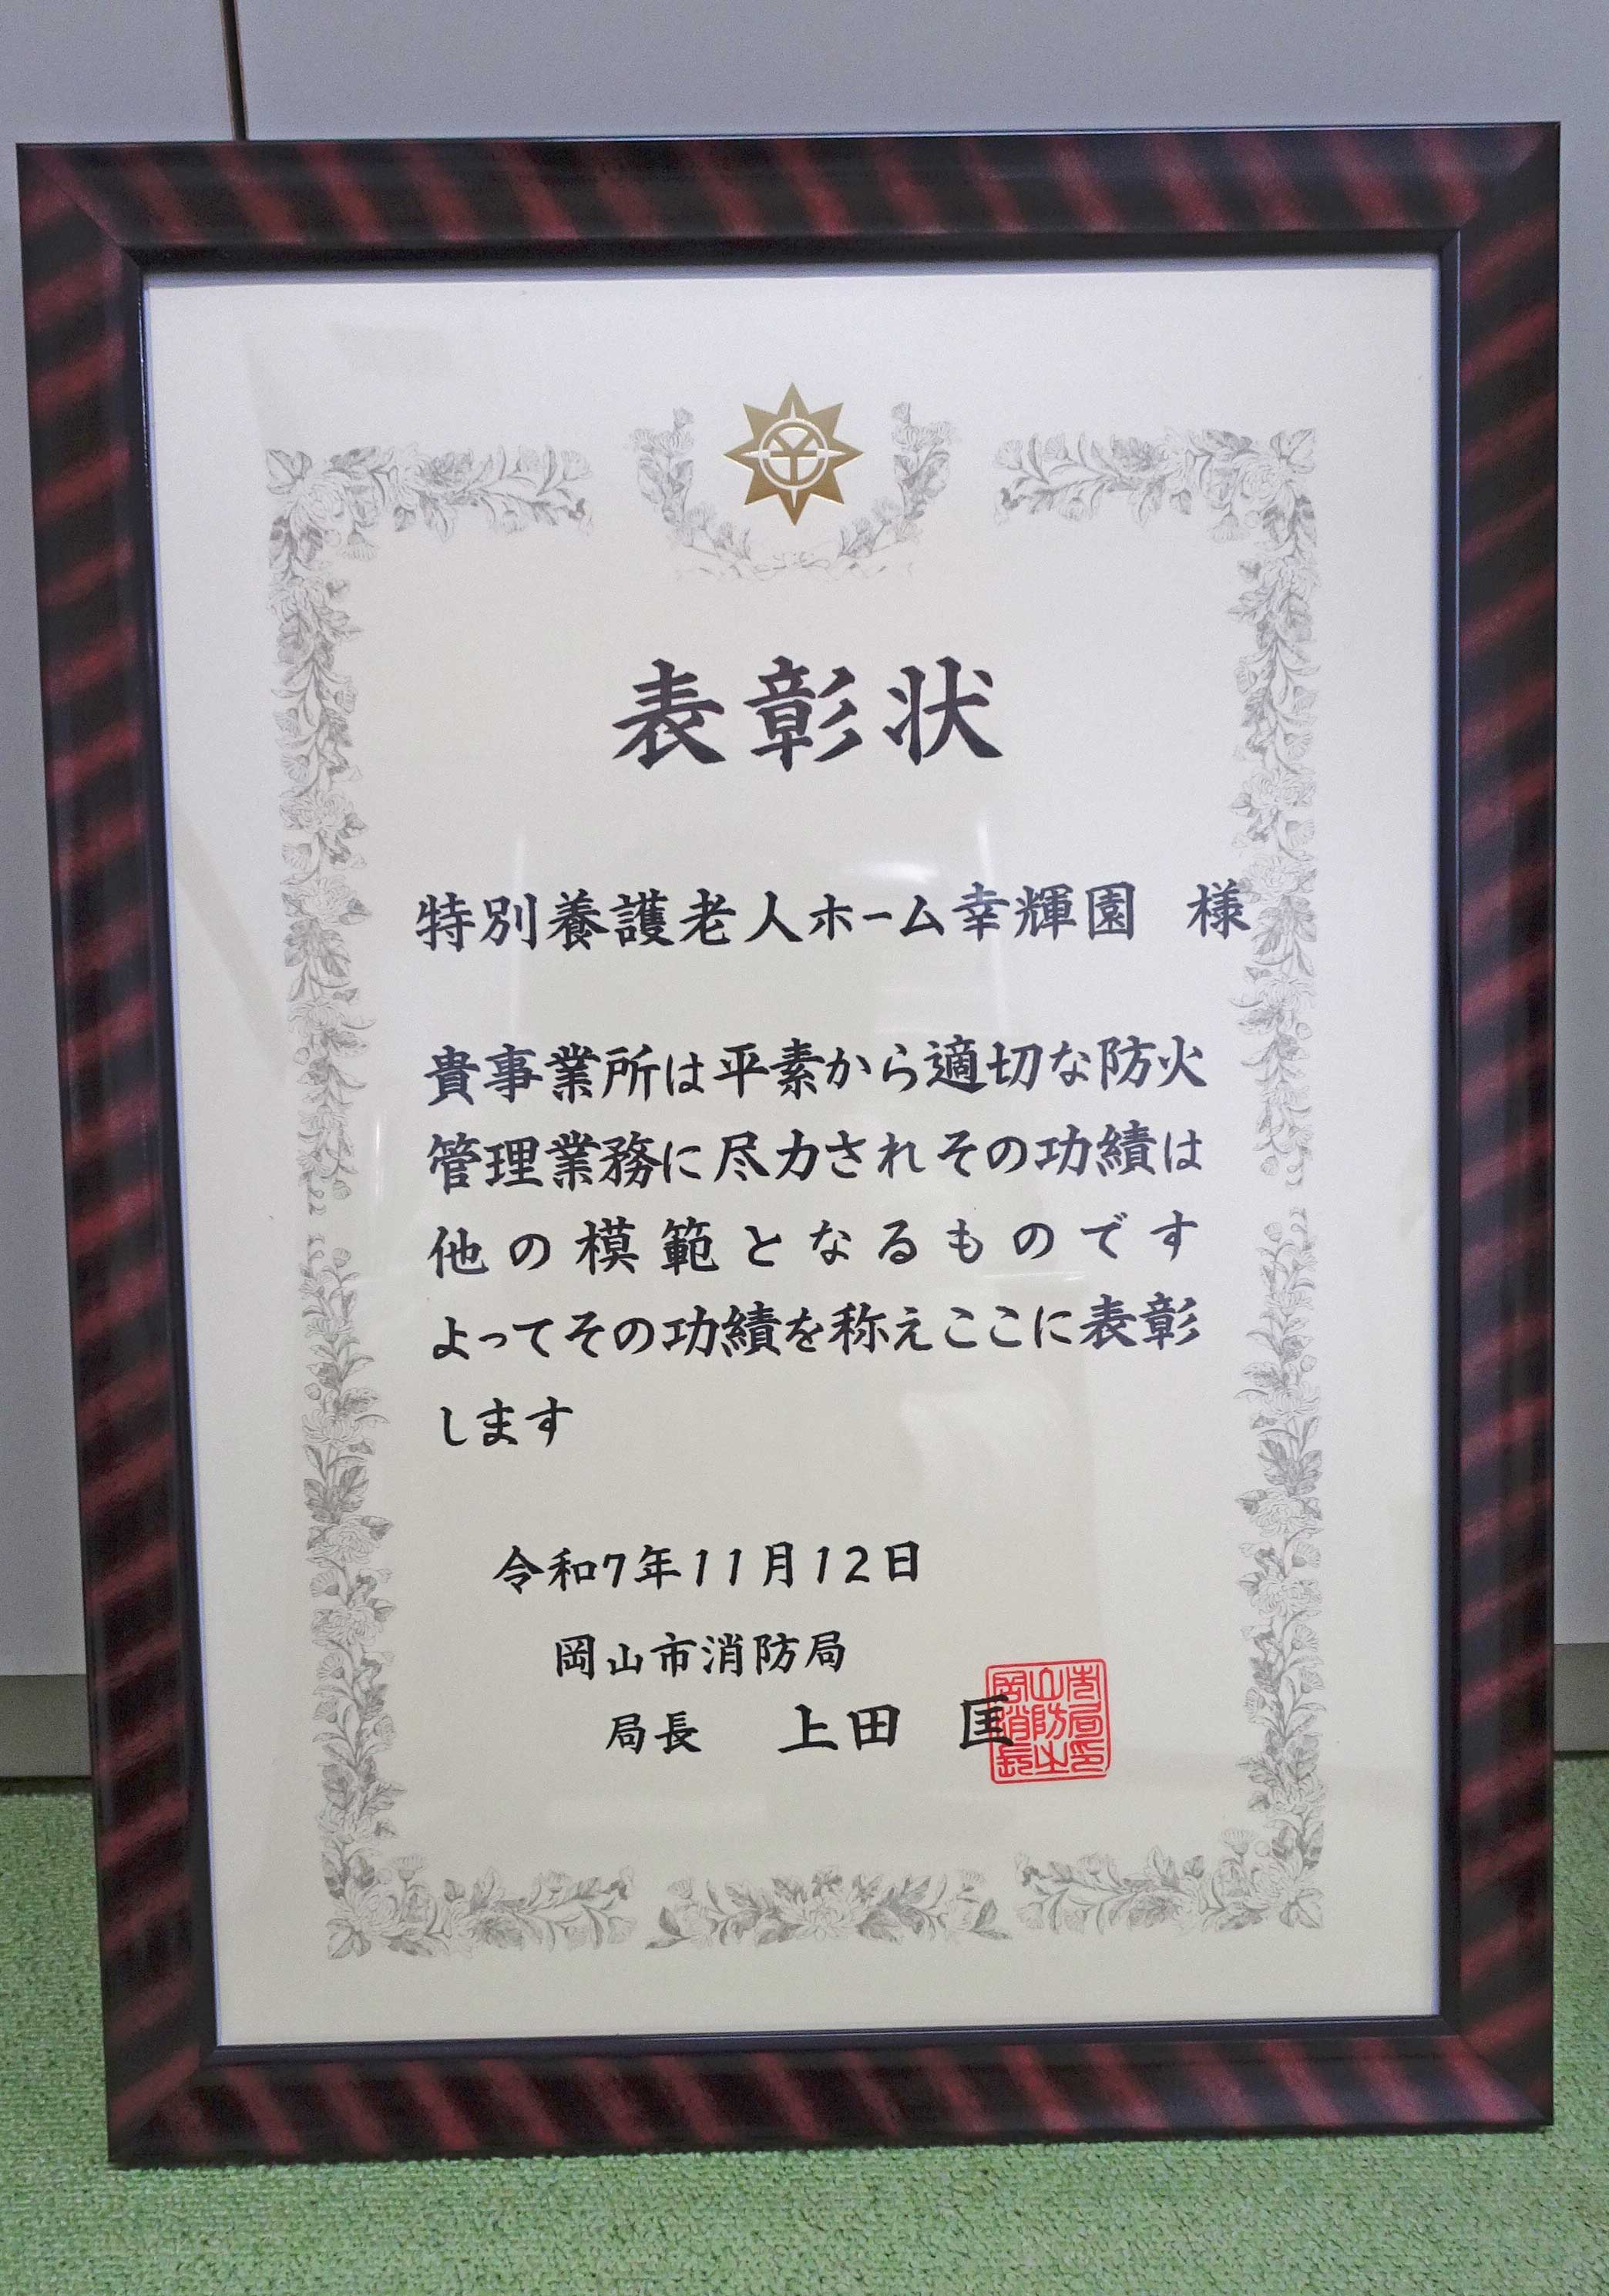 表彰状
特別養護老人ホーム幸輝園 様
貴事業所は平素から適切な防火
管理業務に尽力されその功績は
他の模範となるものです
よってその功績を称えここに表彰
します
令和7年11月12日
岡山市消防局
局長 上田 匡